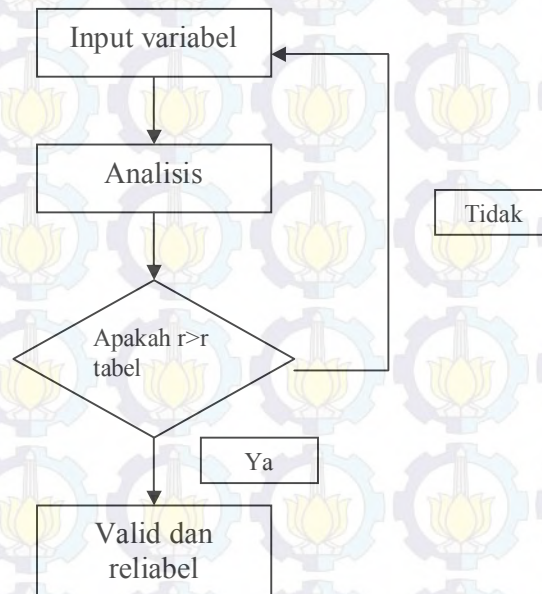 Input variabel
Analisis
Tidak
Apakah r>r
tabel
Ya
Valid dan
reliabel